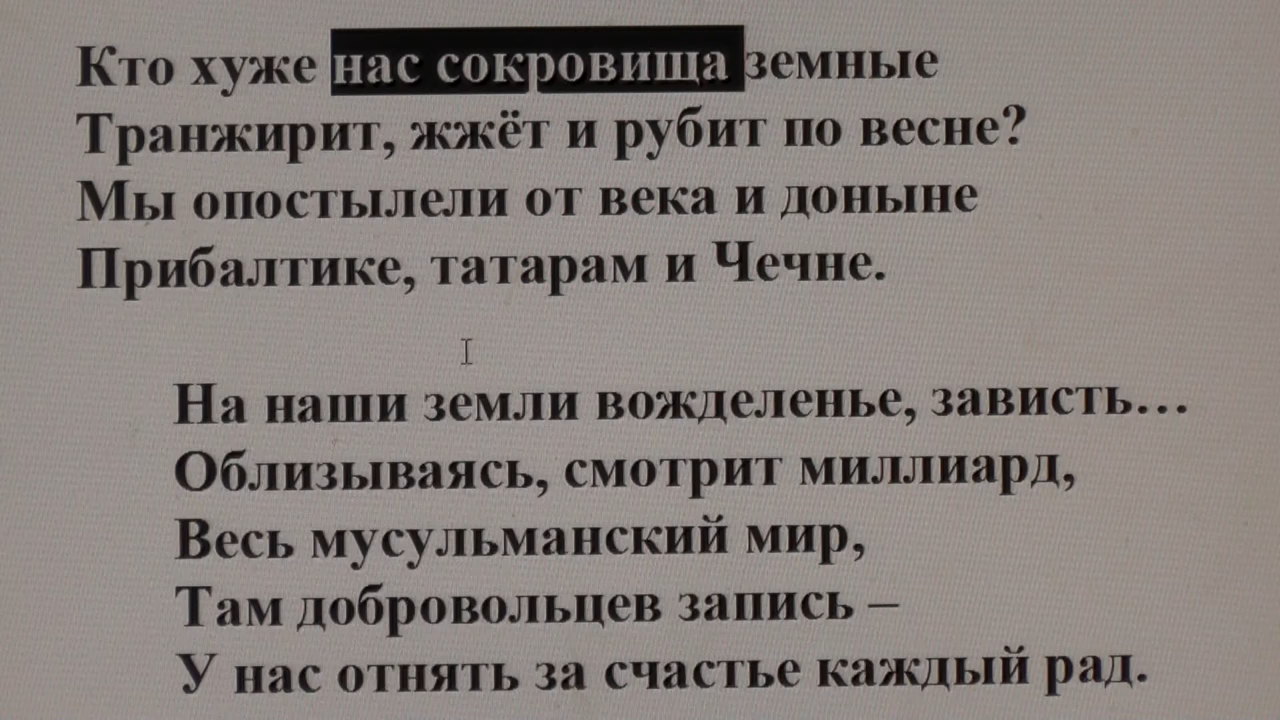 Кто хуже нас сокровища земные
Транжирит, жжёт и рубит по весне?
Мы опостылели от века и доныне
Прибалтике, татарам и Чечне.
На наши земли вожделенье, зависть…
Облизываясь, смотрит миллиард,
Весь мусульманский мир,
Там добровольцев запись –
У нас отнять за счастье каждый рад.